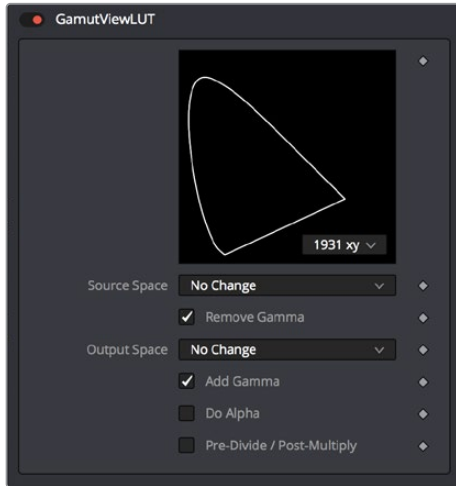 GamutViewLUT
1931 xy
Source Space No Change
Remove Gamma
Output Space No Change
Add Gamma
Do Alpha
Pre-Divide / Post-Multiply